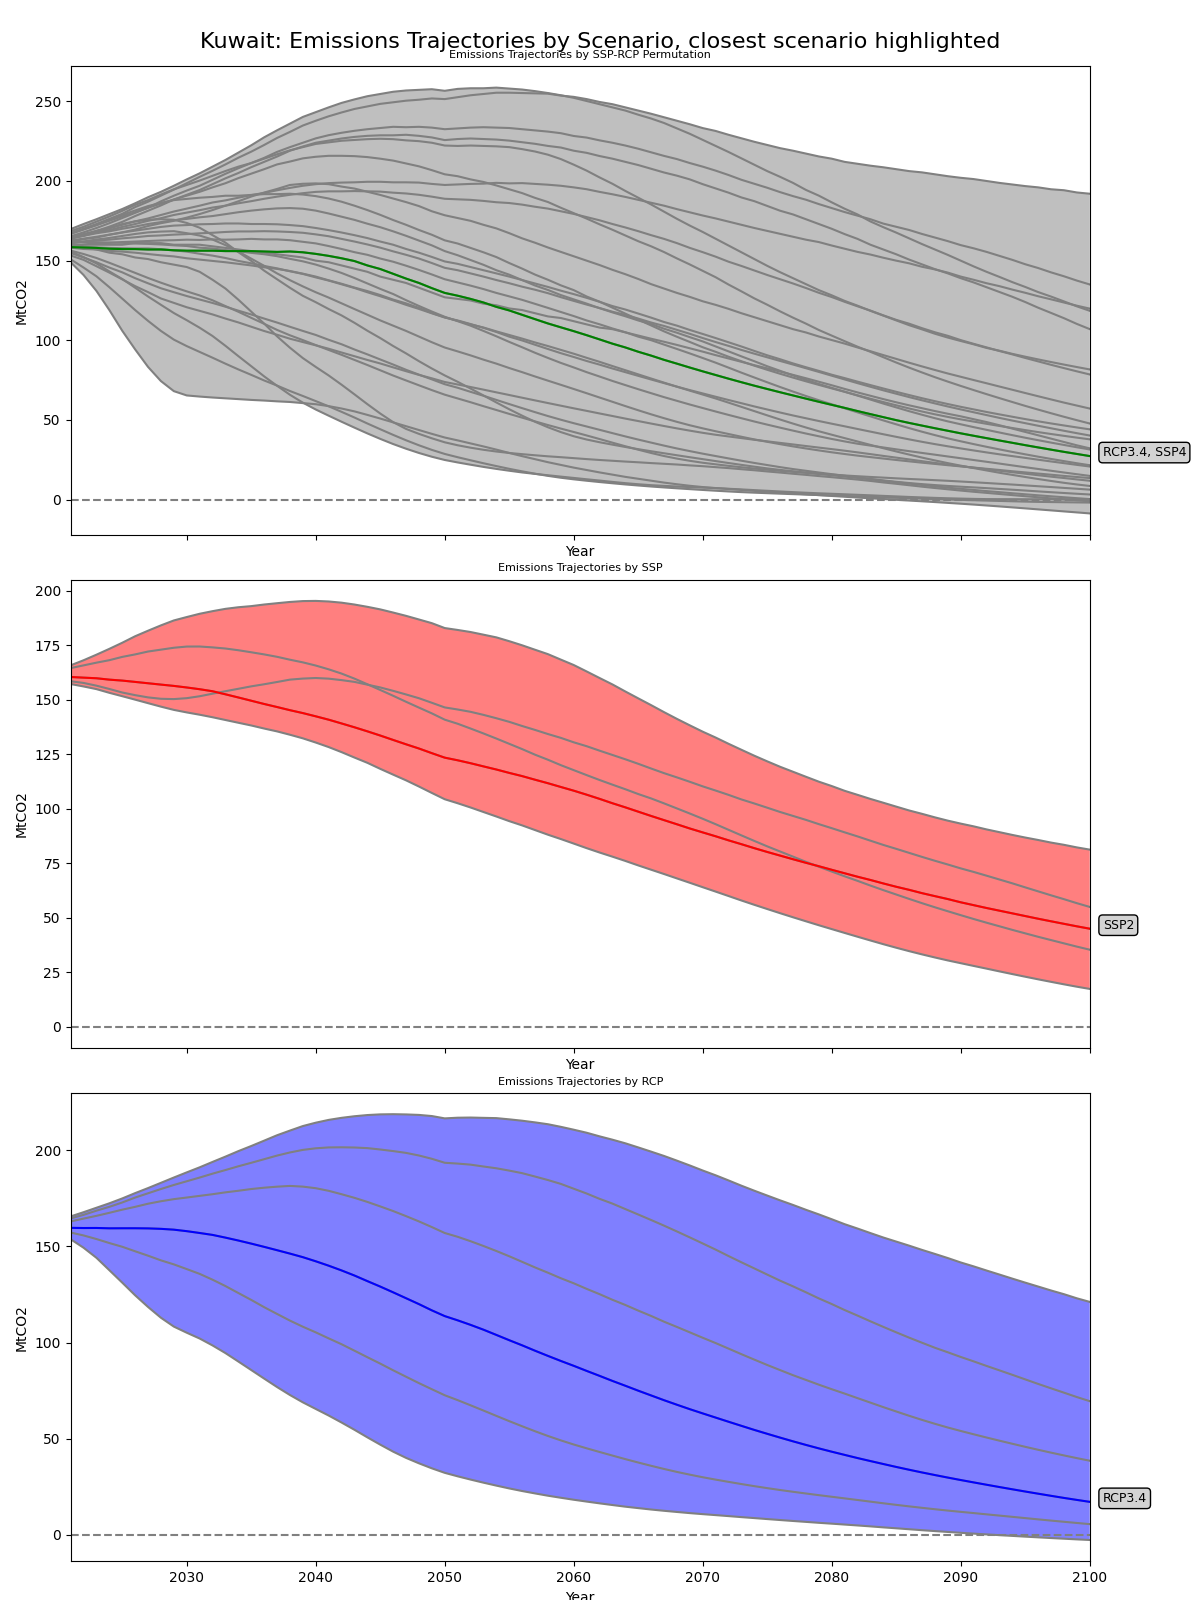 Kuwait: Emissions Trajectories by Scenario, closest scenario highlighted
Emissions Trajectories by SSP-RCP Permutation
250
200
150
100
50
0
MtCO2
RCP3.4, SSP4
Year
Emissions Trajectories by SSP
200
175
150
125
100
75
50
25
0
MtCO2
SSP2
Year
Emissions Trajectories by RCP
200
150
100
50
0
MtCO2
RCP3.4
2030 2040 2050 2060 2070 2080 2090 2100
Year